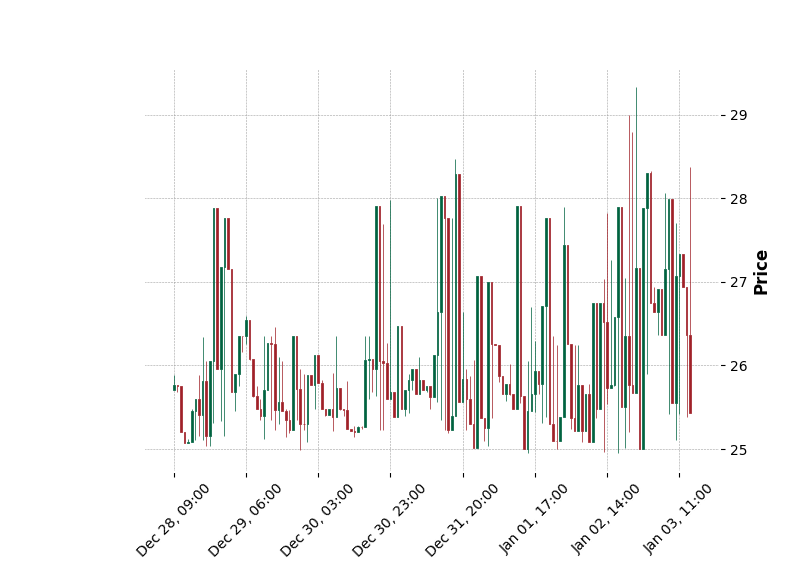 29
28
27
26
25
Price
Dec 28, 09:00
Dec 29, 06:00
Dec 30, 03:00
Dec 30, 23:00
Dec 31, 20:00
Jan 01, 17:00
Jan 02, 14:00
Jan 03, 11:00